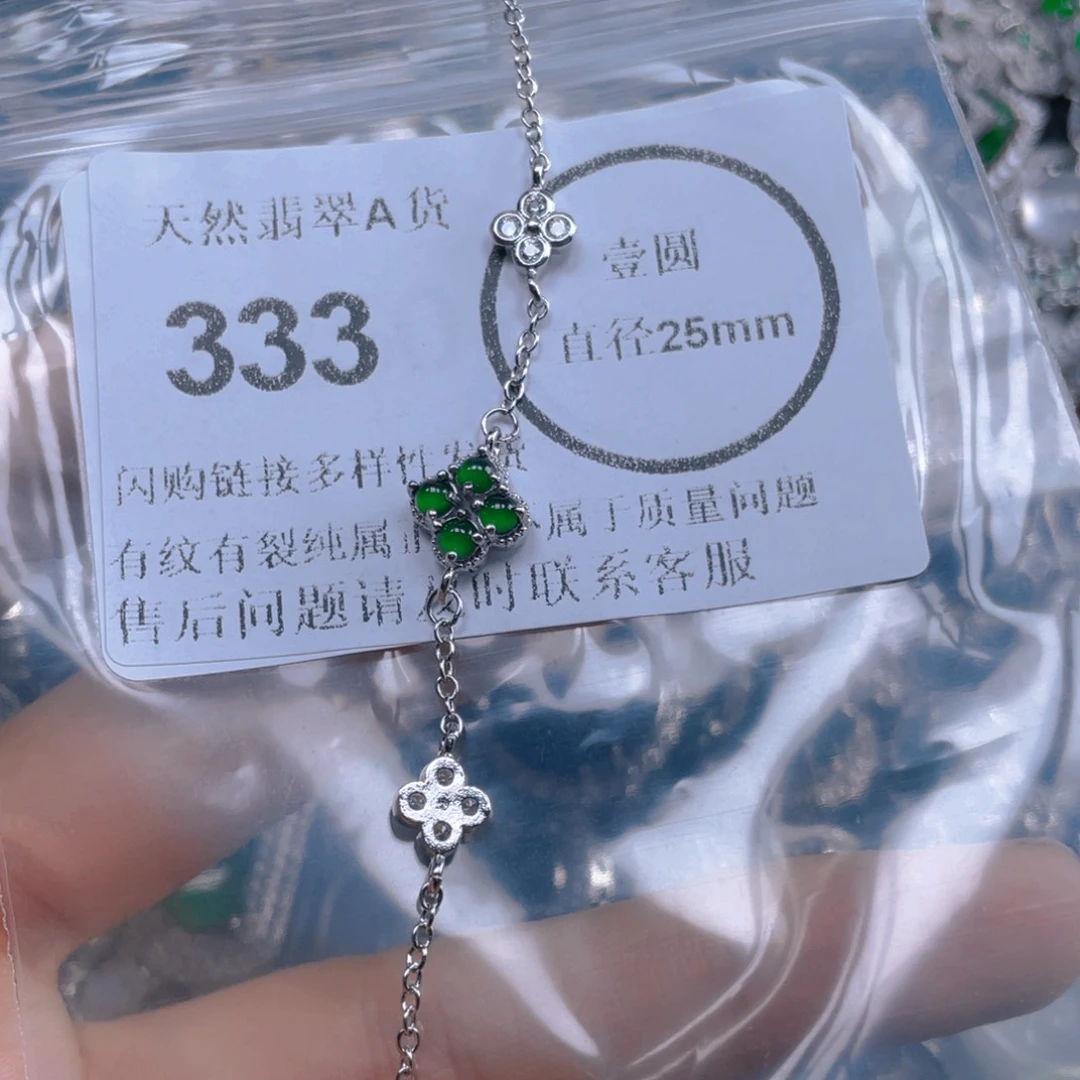 天然翡翠A货
333
壹圆
直径25mm
闪购链接多样性发货
有纹有裂纯属 属于质量问题
售后问题请 时联系客服